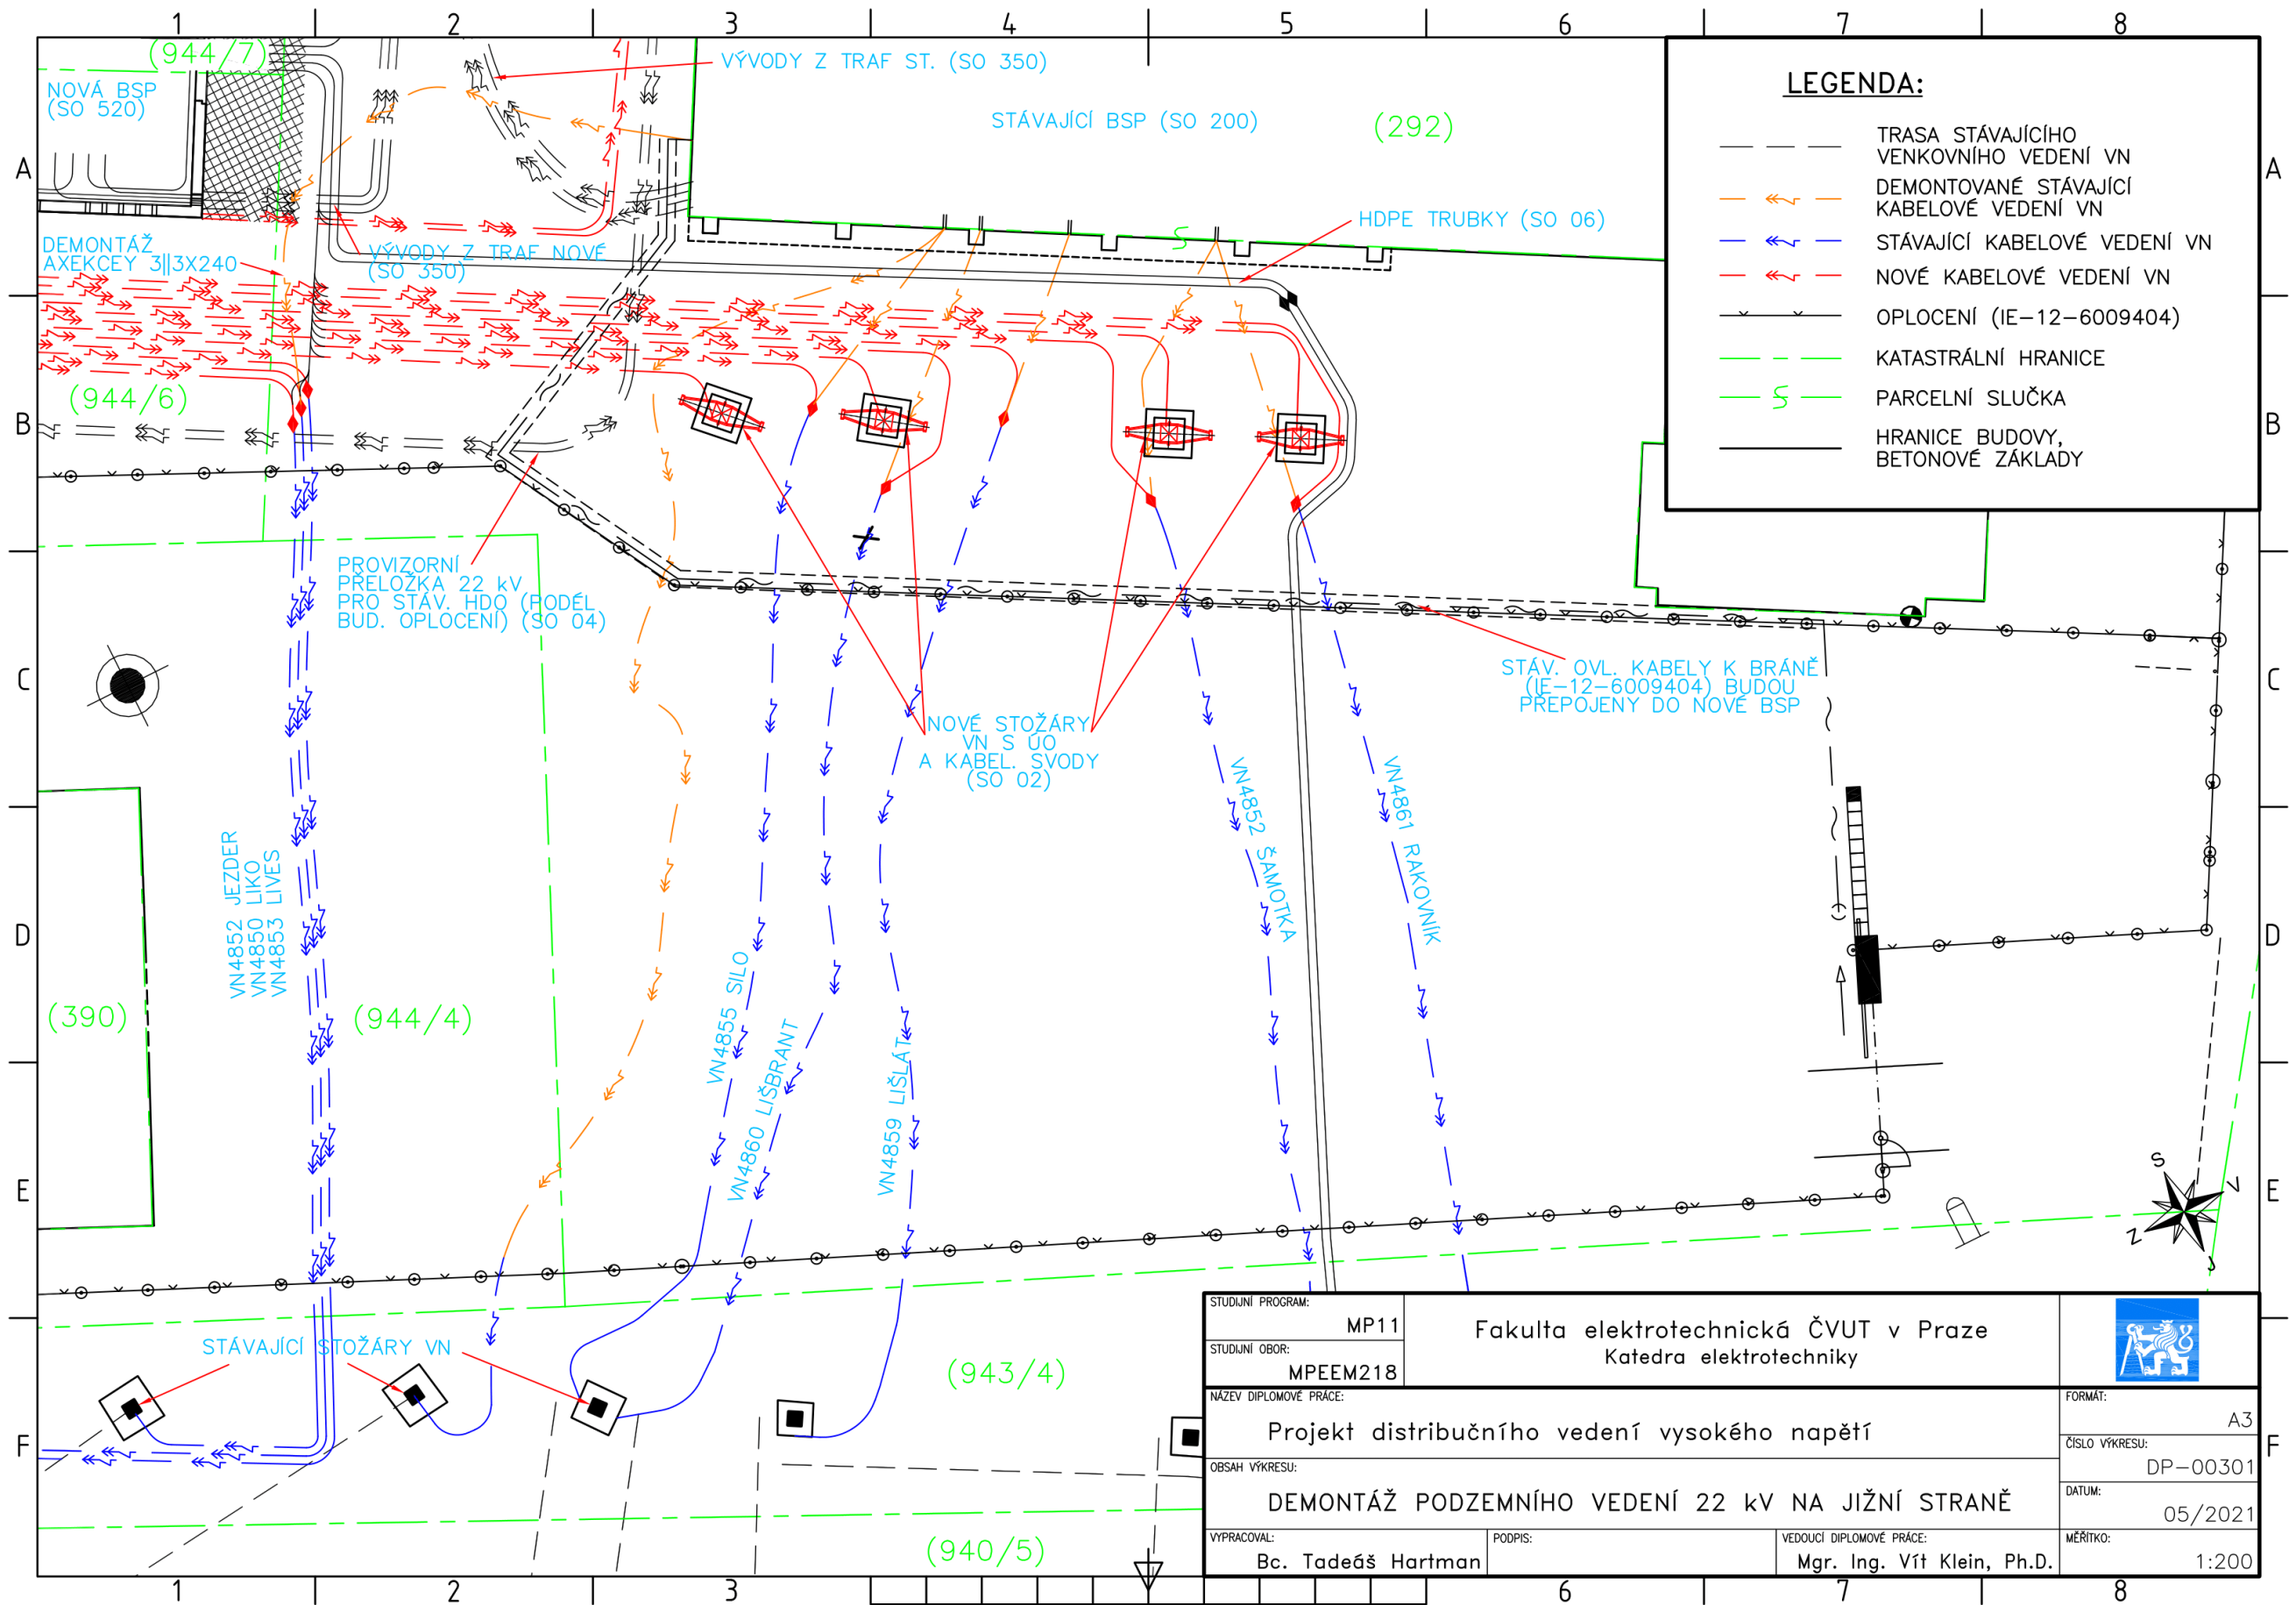 1 2 3 4 5 6 7 8
A
B
C
D
E
F
A
B
C
D
E
F
(944/7)
NOVÁ BSP
(SO 520)
VÝVODY Z TRAF ST. (SO 350)
STÁVAJÍCÍ BSP (SO 200)
(292)
HDPE TRUBKY (SO 06)
DEMONTÁŽ
AXEKCEY 3||3X240
VÝVODY Z TRAF NOVÉ
(SO 350)
(944/6)
LEGENDA:
TRASA STÁVAJÍCÍHO
VENKOVNÍHO VEDENÍ VN
DEMONTOVANÉ STÁVAJÍCÍ
KABELOVÉ VEDENÍ VN
STÁVAJÍCÍ KABELOVÉ VEDENÍ VN
NOVÉ KABELOVÉ VEDENÍ VN
OPLOCENÍ (IE-12-6009404)
KATASTRÁLNÍ HRANICE
PARCELNÍ SLUČKA
HRANICE BUDOVY,
BETONOVÉ ZÁKLADY
PROVIZORNÍ
PŘELOŽKA 22 kV
PRO STÁV. HDO (PODÉL
BUD. OPLOCENÍ) (SO 04)
STÁV. OVL. KABELY K BRÁNĚ
(IE-12-6009404) BUDOU
PŘEPOJENY DO NOVÉ BSP
NOVÉ STOŽÁRY
VN S ÚO
A KABEL. SVODY
(SO 02)
VN4852 JEZDER
VN4850 LIKO
VN4853 LIVES
VN4855 SILO
VN4860 LIŠBRANT
VN4859 LIŠLÁT
VN4852 ŠAMOTKA
VN4861 RAKOVNÍK
(390)
(944/4)
S
V
Z
J
STÁVAJÍCÍ STOŽÁRY VN
(943/4)
(940/5)
STUDIJNÍ PROGRAM:
MP11
STUDIJNÍ OBOR:
MPEEM218
Fakulta elektrotechnická ČVUT v Praze
Katedra elektrotechniky
NÁZEV DIPLOMOVÉ PRÁCE:
Projekt distribučního vedení vysokého napětí
FORMÁT:
A3
ČÍSLO VÝKRESU:
DP-00301
OBSAH VÝKRESU:
DEMONTÁŽ PODZEMNÍHO VEDENÍ 22 kV NA JIŽNÍ STRANĚ
DATUM:
05/2021
VYPRACOVAL:
Bc. Tadeáš Hartman
PODPIS:
VEDOUCÍ DIPLOMOVÉ PRÁCE:
Mgr. Ing. Vít Klein, Ph.D.
MĚŘÍTKO:
1:200
1 2 3 6 7 8